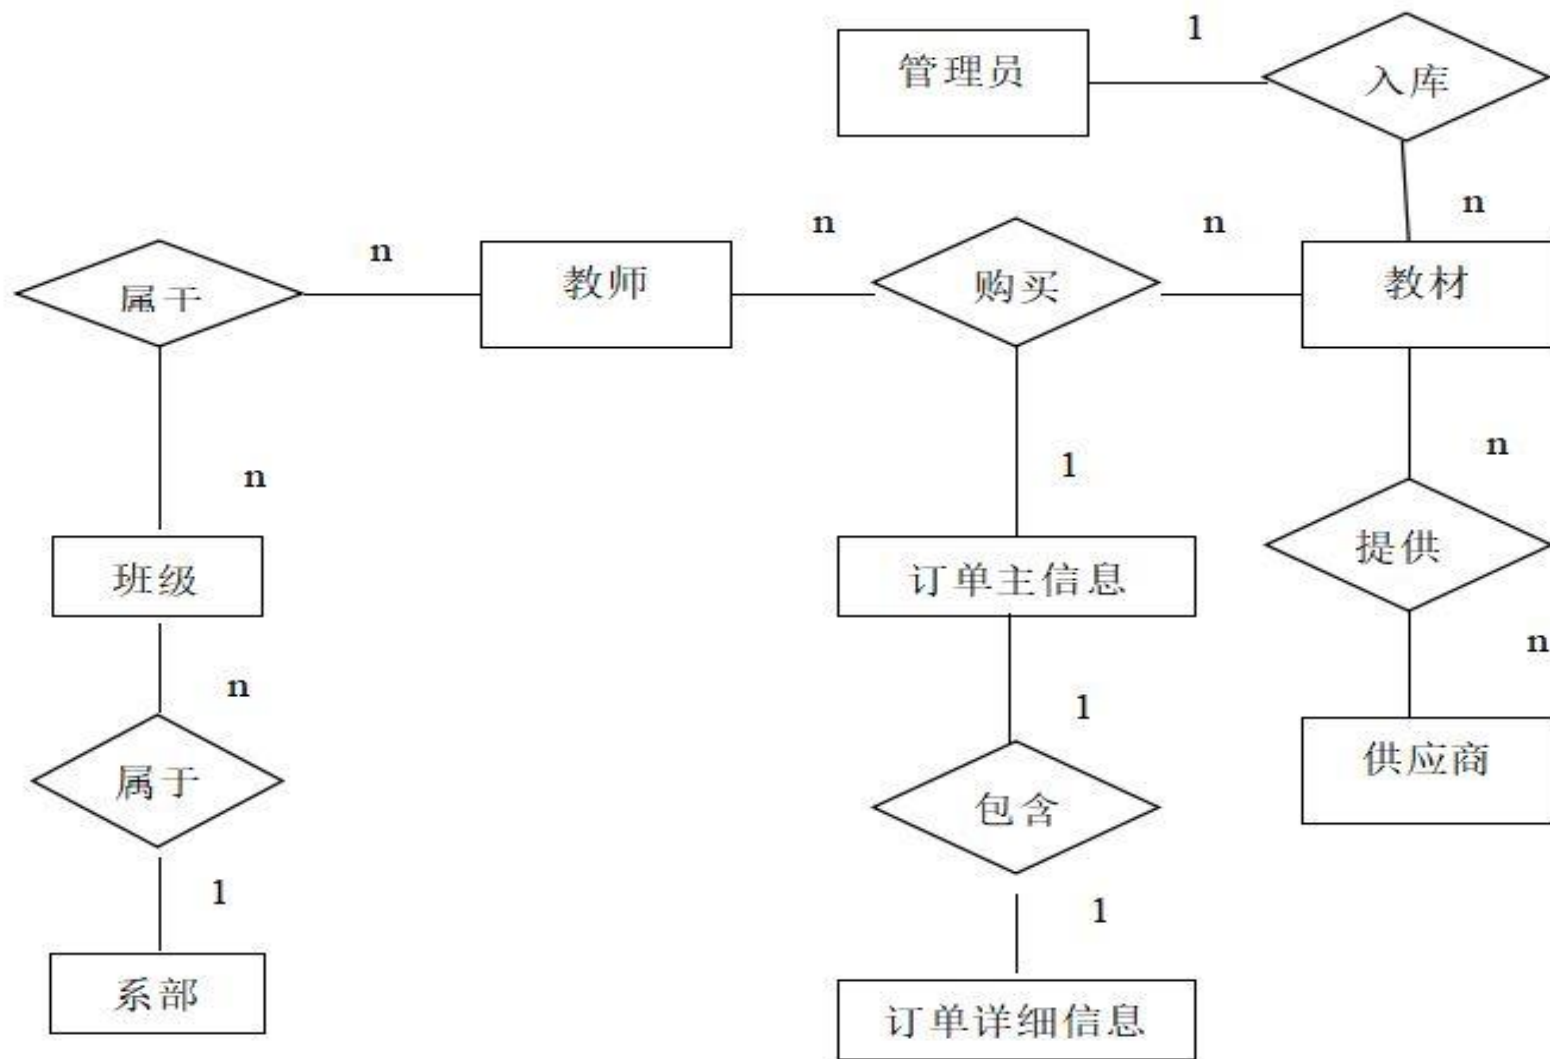 1
管理员
入库
n
n
n
n
属于
教师
购买
教材
n
1
n
班级
订单主信息
提供
n
n
1
属于
供应商
包含
1
1
系部
订单详细信息